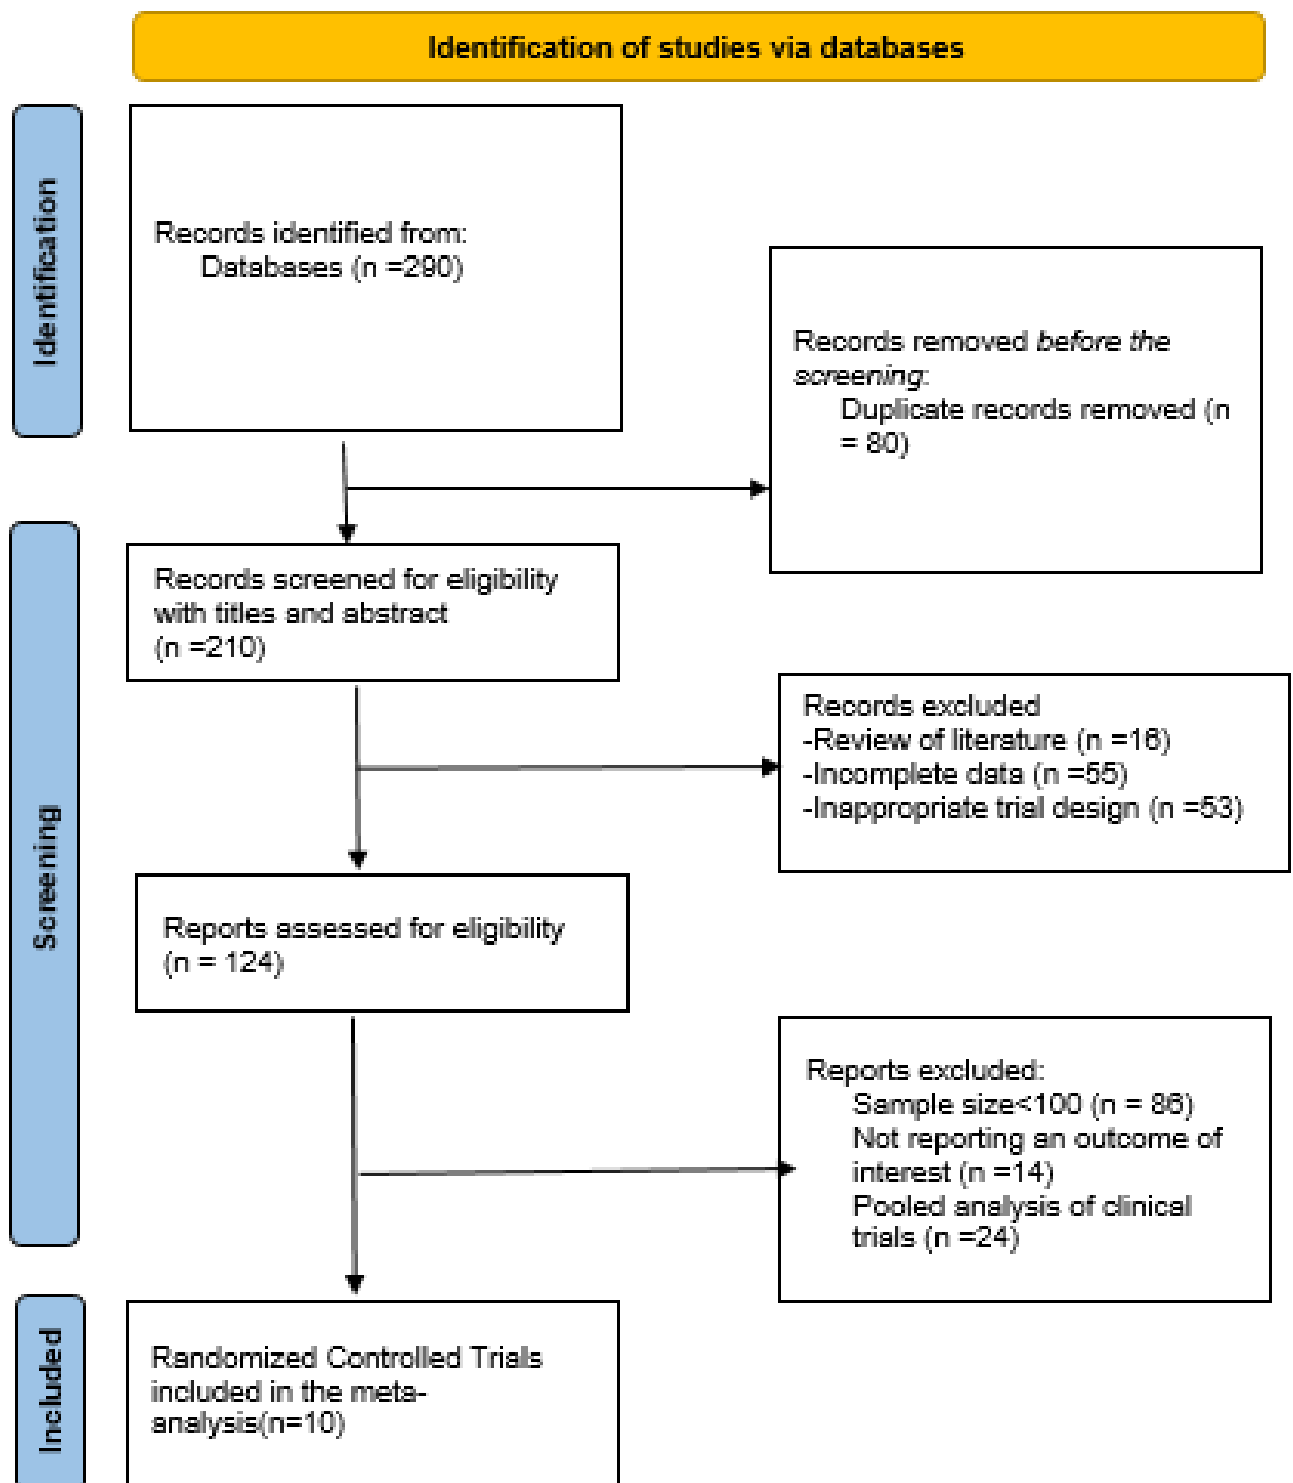 Identification of studies via databases
Identification
Records identified from:
Databases (n =290)
Records removed before the
screening:
Duplicate records removed (n
= 80)
Screening
Records screened for eligibility
with titles and abstract
(n =210)
Records excluded
-Review of literature (n =16)
-Incomplete data (n =55)
-Inappropriate trial design (n =53)
Reports assessed for eligibility
(n = 124)
Reports excluded:
Sample size<100 (n = 86)
Not reporting an outcome of
interest (n =14)
Pooled analysis of clinical
trials (n =24)
Included
Randomized Controlled Trials
included in the meta-
analysis(n=10)